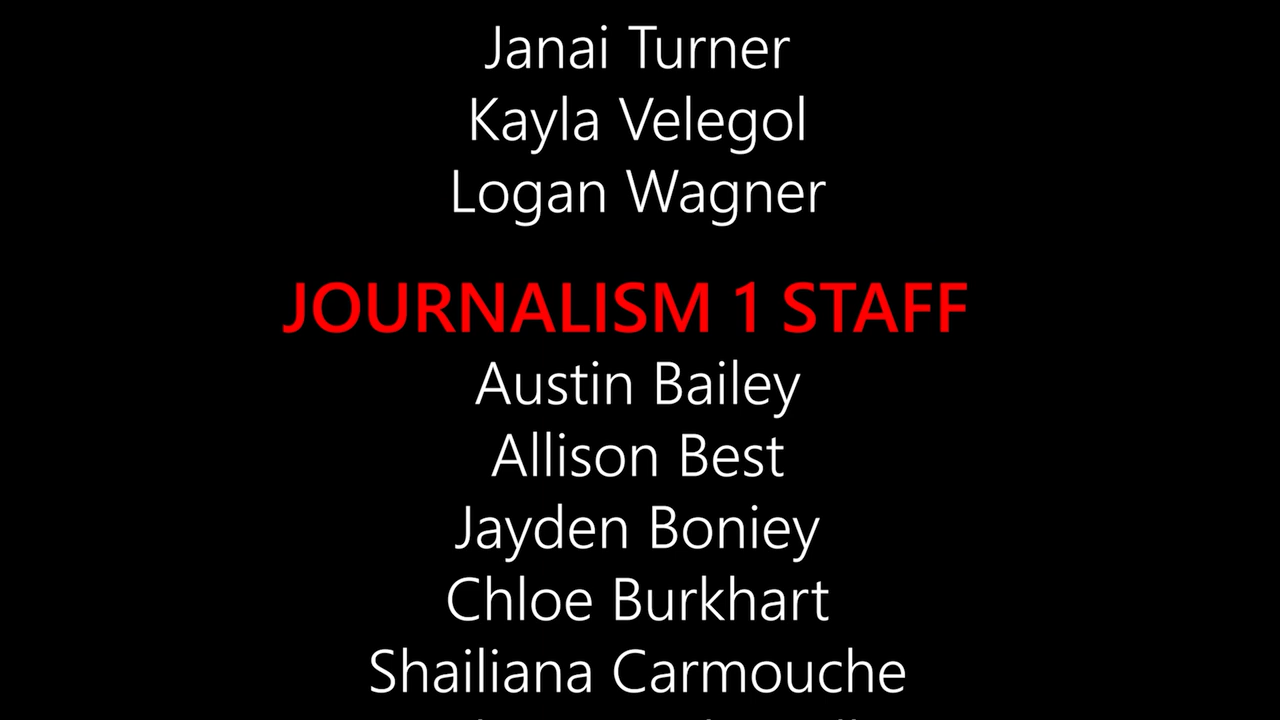 Janai Turner
Kayla Velegol
Logan Wagner
JOURNALISM 1 STAFF
Austin Bailey
Allison Best
Jayden Boniey
Chloe Burkhart
Shailiana Carmouche